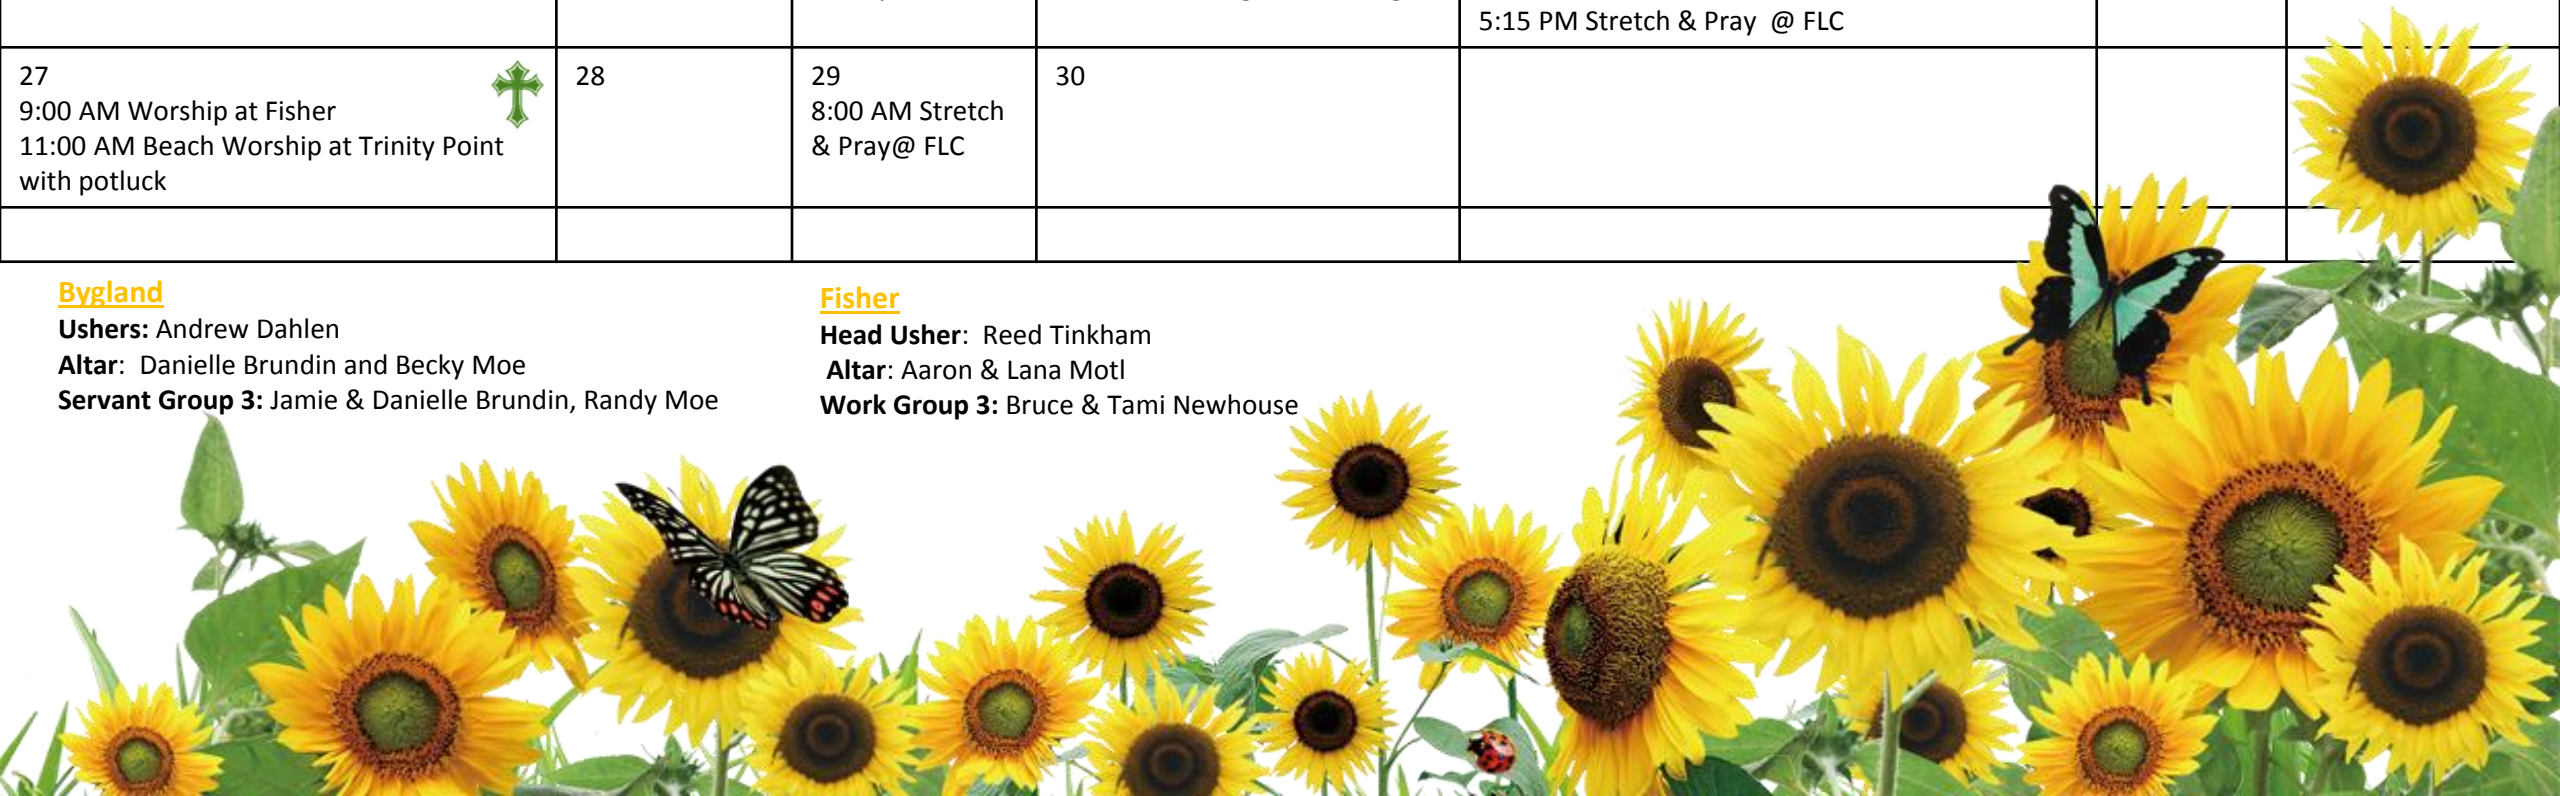 5:15 PM Stretch & Pray  @ FLC
27
9:00 AM Worship at Fisher
11:00 AM Beach Worship at Trinity Point
with potluck
28
29
8:00 AM Stretch
& Pray@ FLC
30
Bygland
Ushers: Andrew Dahlen
Altar:  Danielle Brundin and Becky Moe
Servant Group 3: Jamie & Danielle Brundin, Randy Moe
Fisher
Head Usher:  Reed Tinkham
Altar: Aaron & Lana Motl
Work Group 3: Bruce & Tami Newhouse